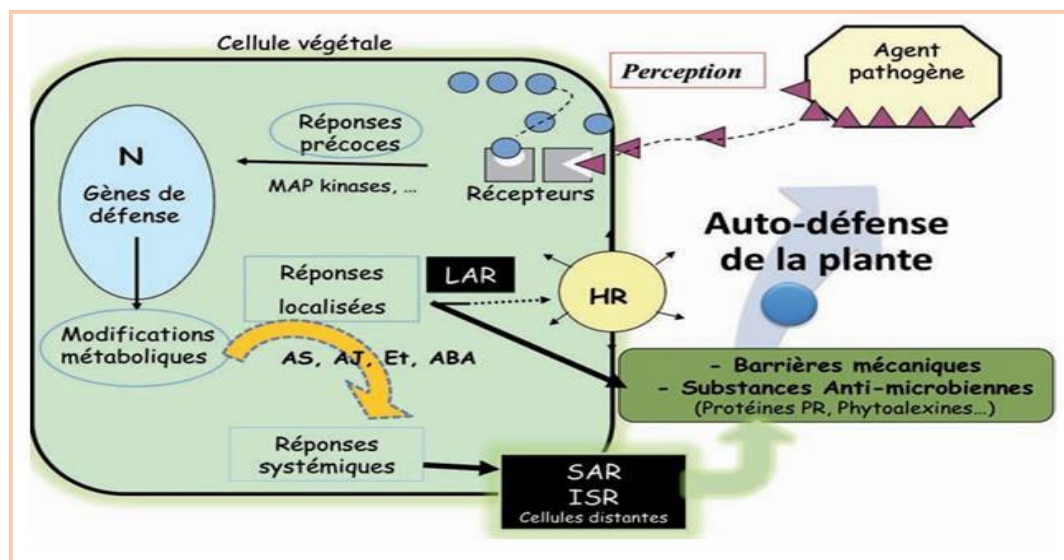 Cellule végétale
Perception
Agent
pathogène
Réponses
précoces
N
Gènes de
défense
MAP kinases, ...
Récepteurs
Auto-défense
de la plante
Réponses
localisées
LAR
HR
Modifications
métaboliques
AS, AJ, Et, ABA
- Barrières mécaniques
- Substances Anti-microbiennes
(Protéines PR, Phytoalexines...)
Réponses
systémiques
SAR
ISR
Cellules distantes